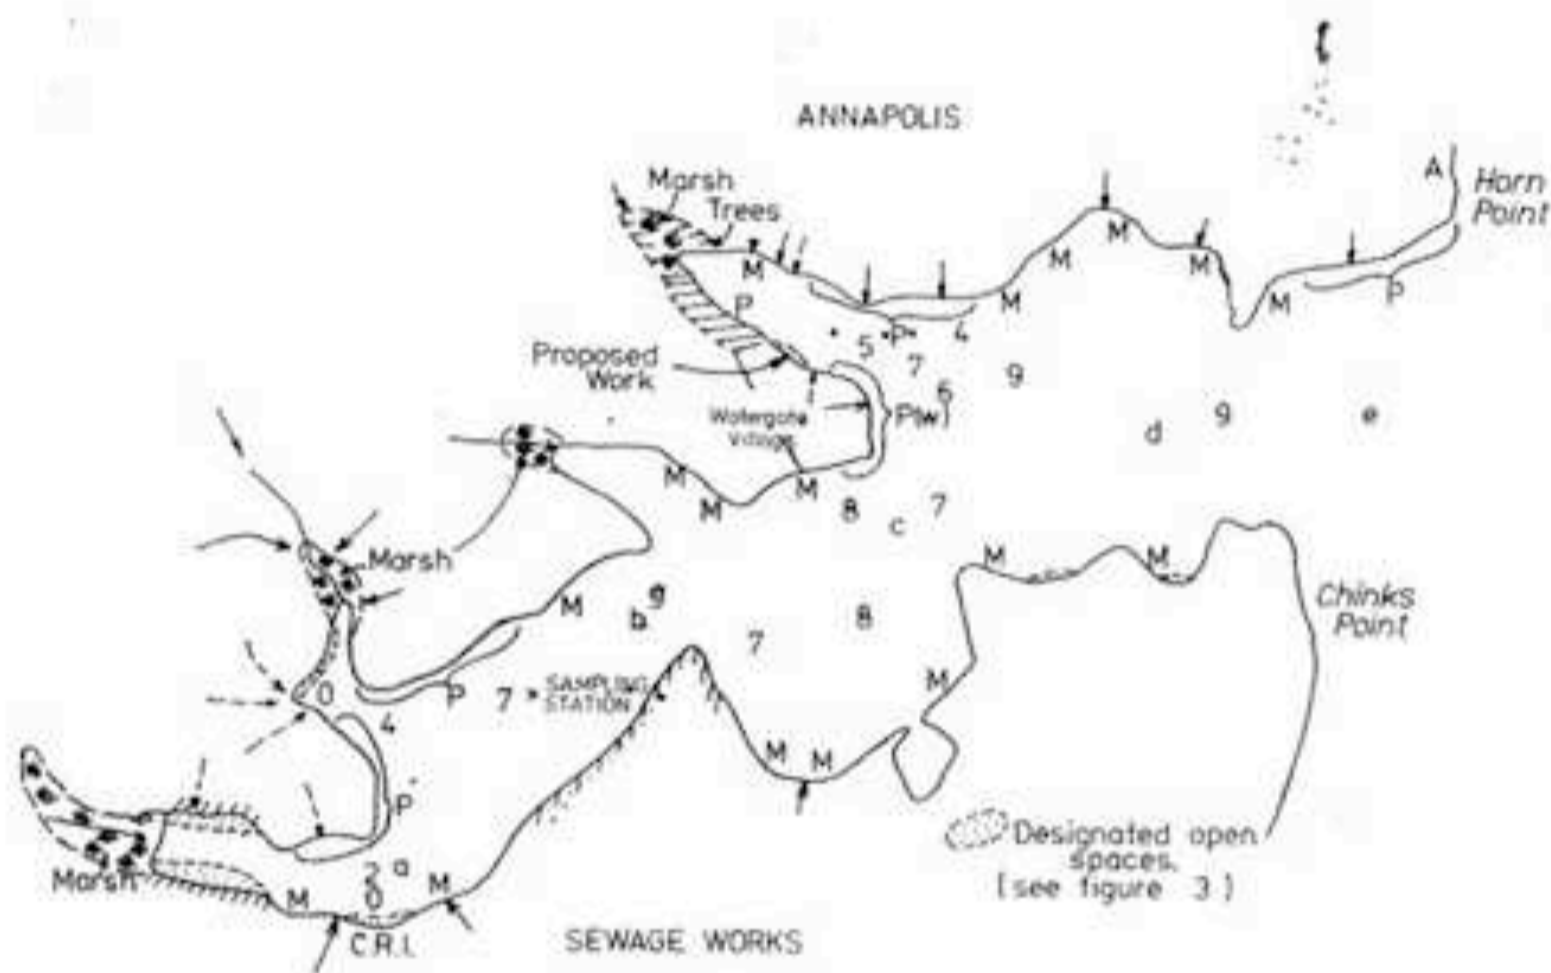 ANNAPOLIS
Marsh
Trees
A
Horn
Point
M
M
M
M
M
M
P
P
P
4
5
7
6
9
Proposed
Work
Watergate
Village
P(w)
d
9
e
M
M
M
8
c
7
Marsh
M
M
M
Chinks
Point
b
g
7
8
M
P
7
SAMPLING
STATION
0
4
P
M
M
Designated open
spaces.
(see figure 3)
Marsh
M
2
a
5
0
M
C.R.I.
SEWAGE WORKS